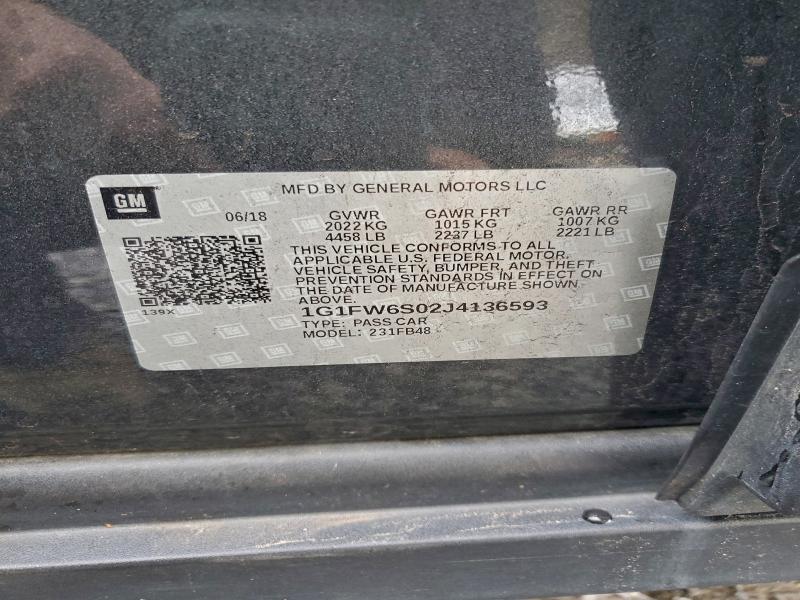 GM
MFD BY GENERAL MOTORS LLC
06/18 GVWR GAWR FRT GAWR RR
2022 KG 1015 KG 1007 KG
4458 LB 2237 LB 2221 LB
THIS VEHICLE CONFORMS TO ALL
APPLICABLE U.S. FEDERAL MOTOR
VEHICLE SAFETY, BUMPER, AND THEFT
PREVENTION STANDARDS IN EFFECT ON
THE DATE OF MANUFACTURE SHOWN
ABOVE.
139X
1G1FW6S02J4136593
TYPE: PASS CAR
MODEL: 231FB48